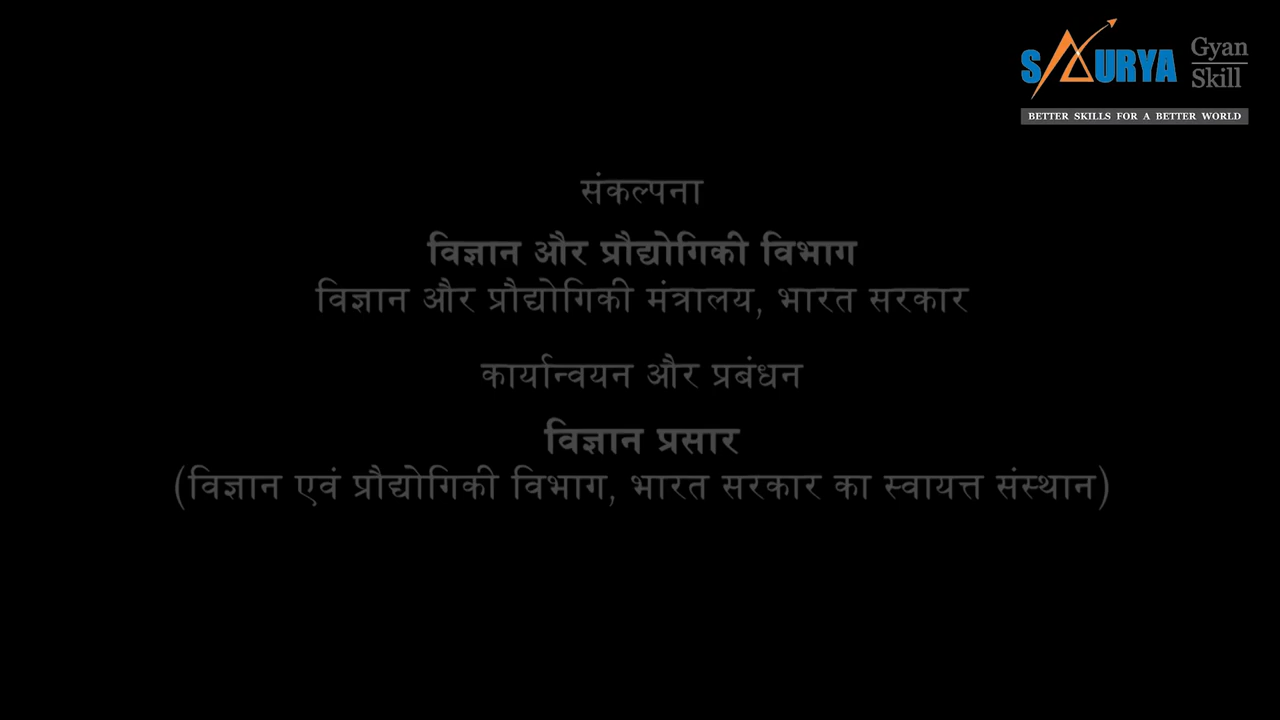 SAURYA Gyan Skill
BETTER SKILLS FOR A BETTER WORLD
संकल्पना
विज्ञान और प्रौद्योगिकी विभाग
विज्ञान और प्रौद्योगिकी मंत्रालय, भारत सरकार
कार्यान्वयन और प्रबंधन
विज्ञान प्रसार
(विज्ञान एवं प्रौद्योगिकी विभाग, भारत सरकार का स्वायत्त संस्थान)